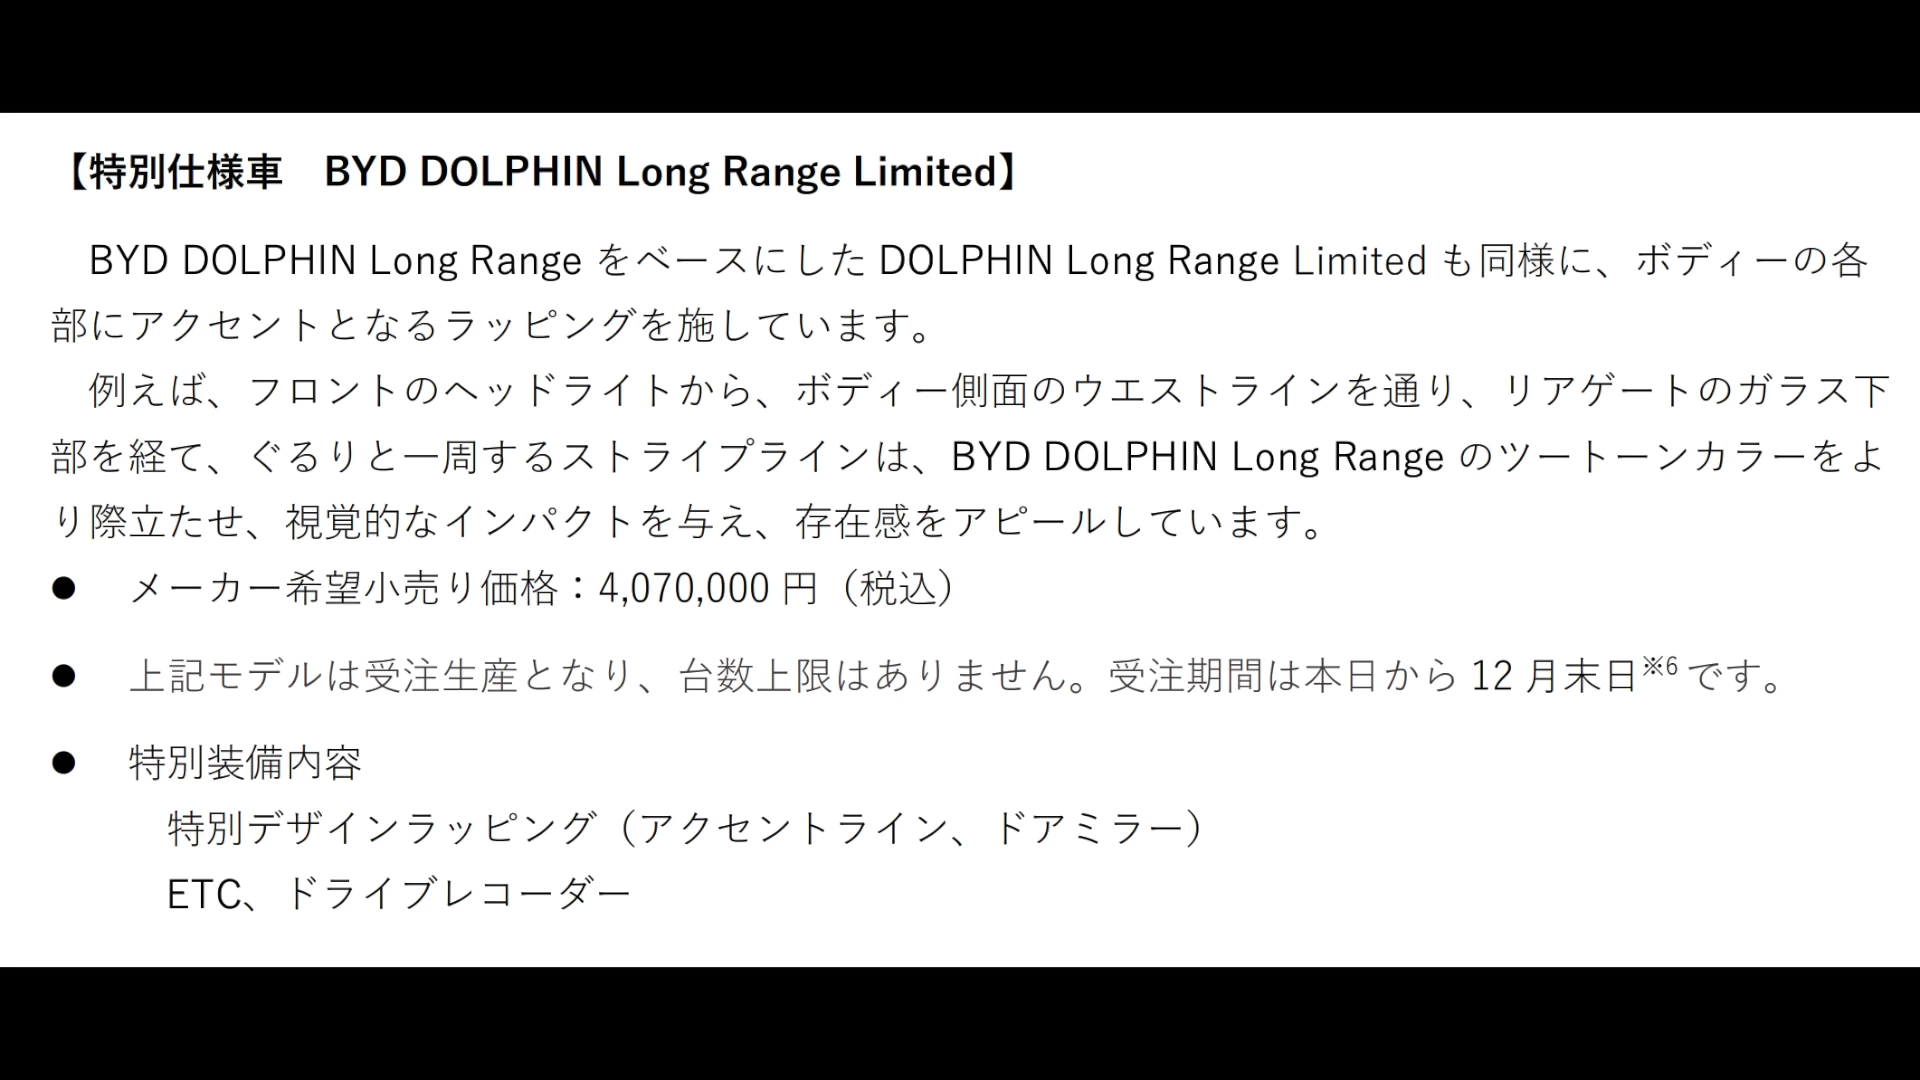 【特別仕様車　BYD DOLPHIN Long Range Limited】
BYD DOLPHIN Long Range をベースにした DOLPHIN Long Range Limited も同様に、ボディーの各
部にアクセントとなるラッピングを施しています。
例えば、フロントのヘッドライトから、ボディー側面のウエストラインを通り、リアゲートのガラス下
部を経て、ぐるりと一周するストライプラインは、BYD DOLPHIN Long Range のツートーンカラーをよ
り際立たせ、視覚的なインパクトを与え、存在感をアピールしています。
● メーカー希望小売り価格：4,070,000 円（税込）
● 上記モデルは受注生産となり、台数上限はありません。受注期間は本日から 12 月末日※6 です。
● 特別装備内容
特別デザインラッピング（アクセントライン、ドアミラー）
ETC、ドライブレコーダー